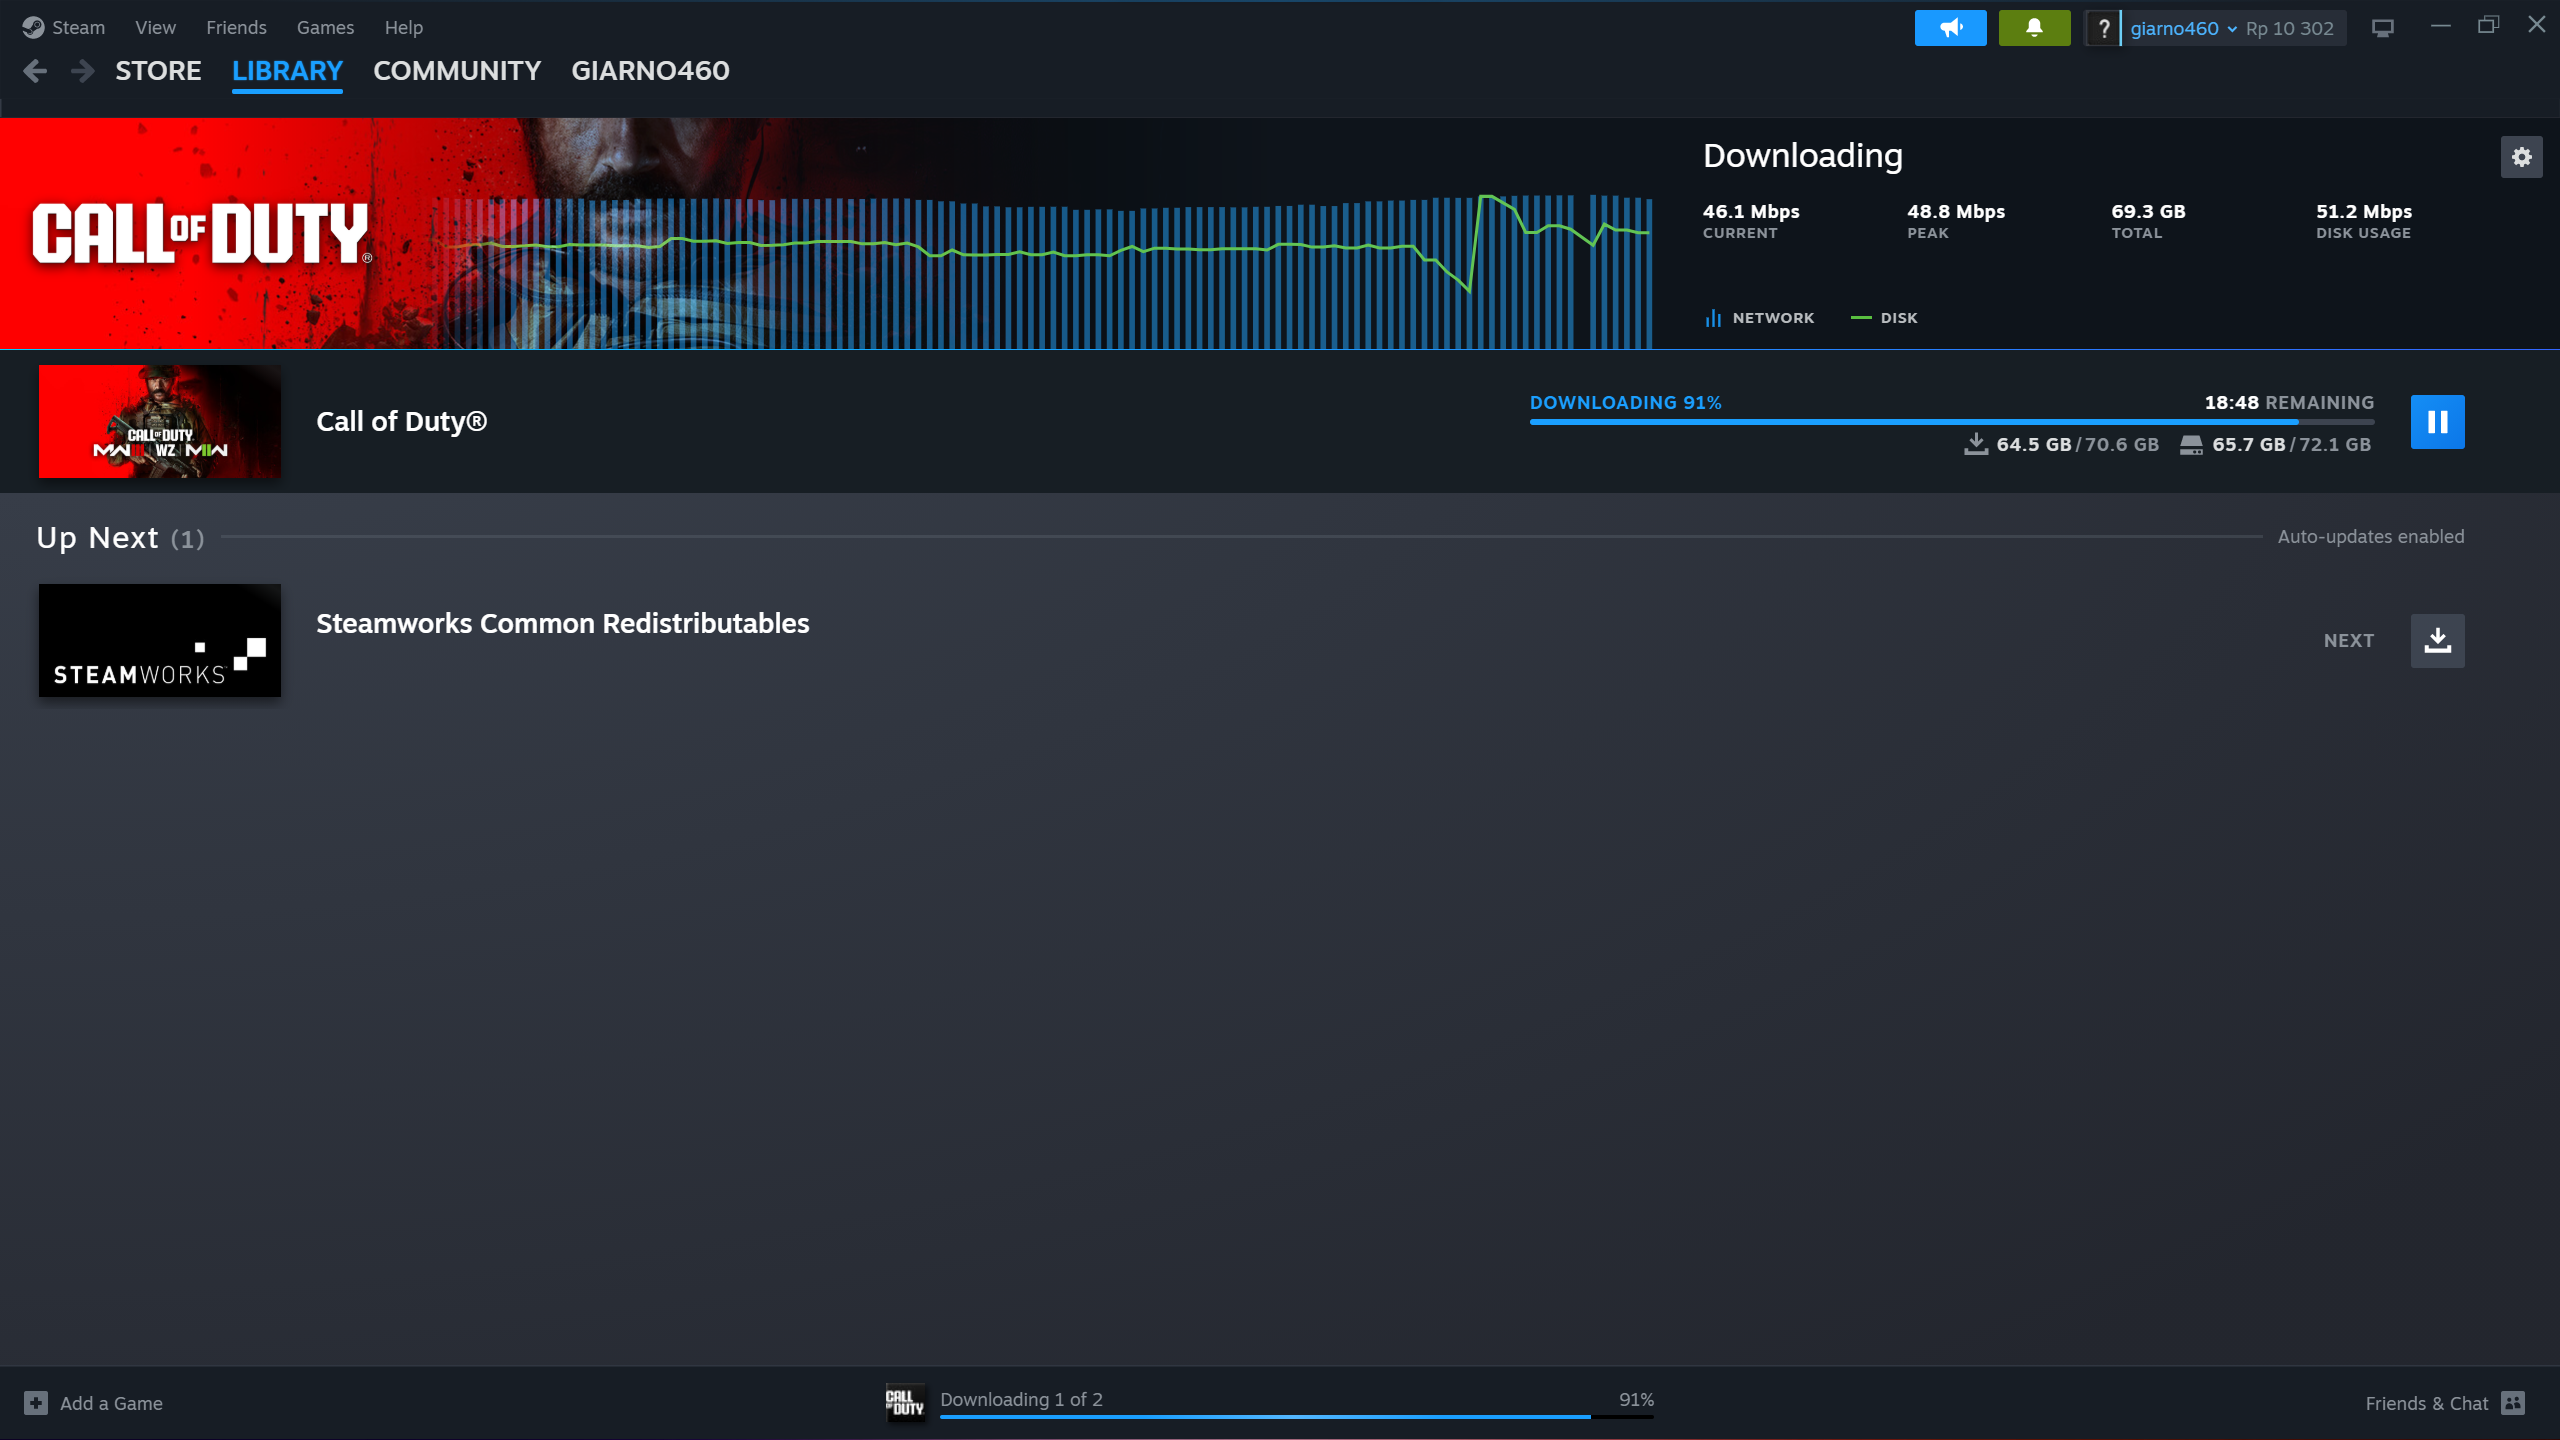 Steam View Friends Games Help
giarno460 Rp 10 302
STORE LIBRARY COMMUNITY GIARNO460
CALL OF DUTY®
Downloading
46.1 Mbps 48.8 Mbps 69.3 GB 51.2 Mbps
CURRENT PEAK TOTAL DISK USAGE
NETWORK DISK
CALL OF DUTY
MWIII WZ MWII
Call of Duty®
DOWNLOADING 91% 18:48 REMAINING
64.5 GB / 70.6 GB 65.7 GB / 72.1 GB
Up Next (1) Auto-updates enabled
STEAMWORKS
Steamworks Common Redistributables
NEXT
Add a Game
CALL OF DUTY
Downloading 1 of 2 91%
Friends & Chat